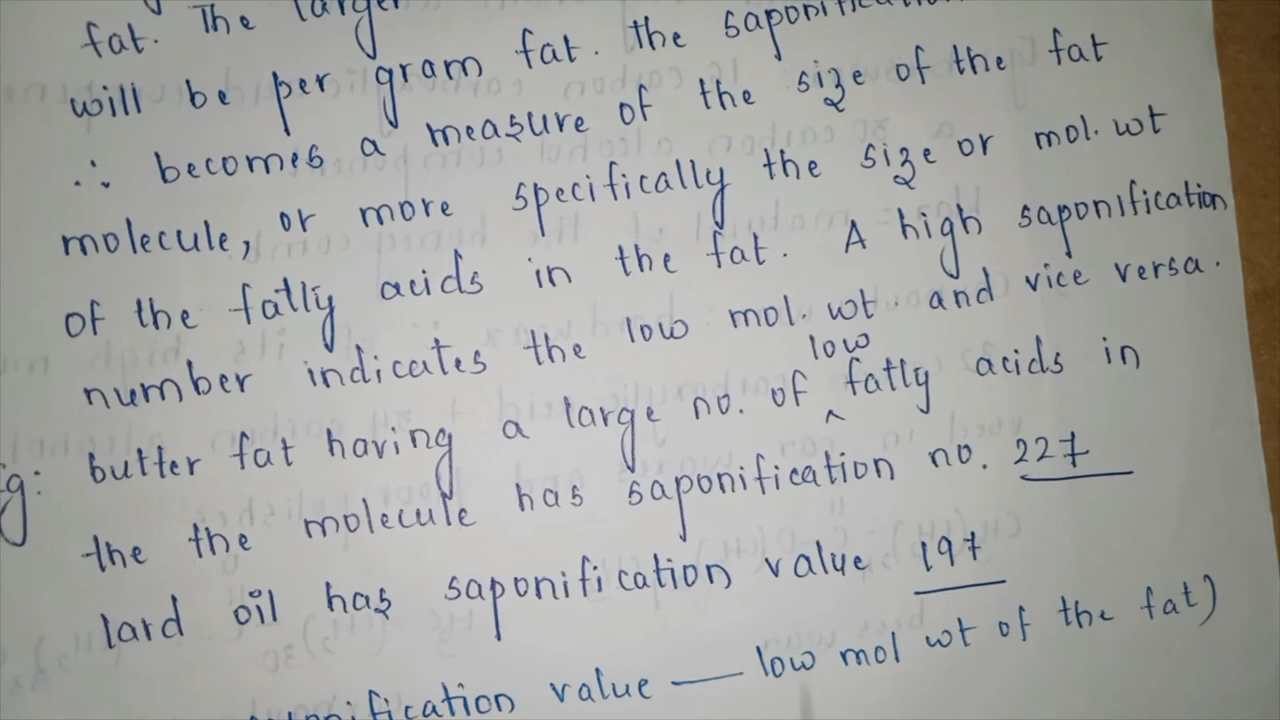 fat. The larger
will be per gram fat. The saponification
∴ becomes a measure of the size of the fat
molecule, or more specifically the size or mol. wt
of the fatty acids in the fat. A high saponification
number indicates the low mol. wt and vice versa.
low
g: butter fat having a large no. of ^ fatty acids in
the the molecule has saponification no. 227
lard oil has saponification value 197
value — low mol wt of the fat)